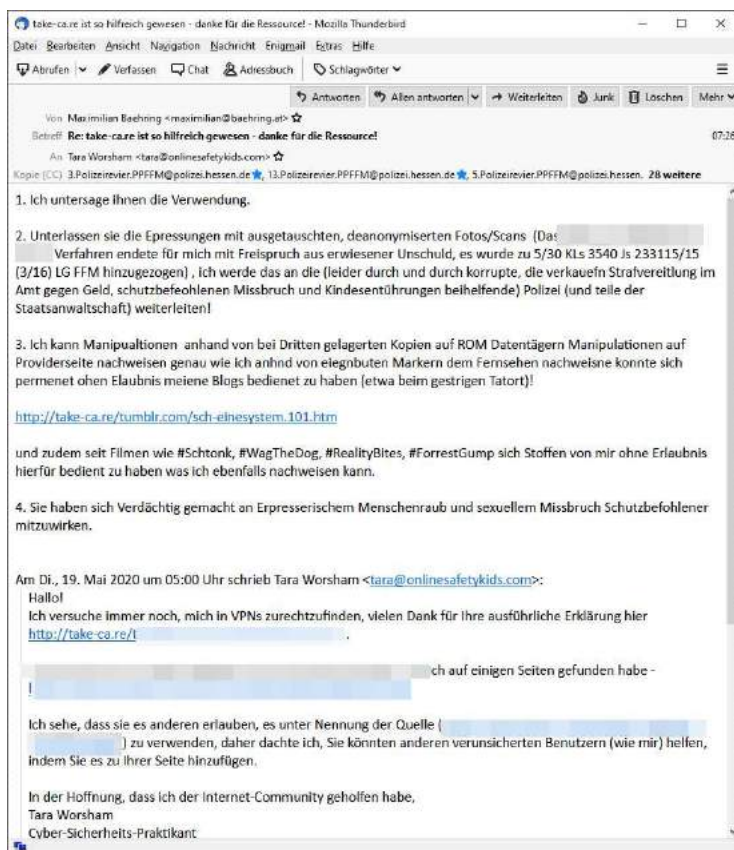 take-ca.re ist so hilfreich gewesen - danke für die Ressource! - Mozilla Thunderbird
Datei Bearbeiten Ansicht Navigation Nachricht Enigmail Extras Hilfe
Abrufen Verfassen Chat Adressbuch Schlagwörter
Antworten Allen antworten Weiterleiten Junk Löschen Mehr
Von Maximilian Baehring <maximilian@baehring.at>
Betreff Re: take-ca.re ist so hilfreich gewesen - danke für die Ressource! 07:26
An Tara Worsham <tara@onlinesafetykids.com>
Kopie (CC) 3.Polizeirevier.PPFFM@polizei.hessen.de, 13.Polizeirevier.PPFFM@polizei.hessen.de, 5.Polizeirevier.PPFFM@polizei.hessen. 28 weitere
1. Ich untersage ihnen die Verwendung.
2. Unterlassen sie die Epressungen mit ausgetauschten, deanonymiserten Fotos/Scans (Das
Verfahren endete für mich mit Freispruch aus erwiesener Unschuld, es wurde zu 5/30 KLs 3540 Js 233115/15
(3/16) LG FFM hinzugezogen) , ich werde das an die (leider durch und durch korrupte, die verkauefn Strafvereitlung im
Amt gegen Geld, schutzbefeohlenen Missbruch und Kindesentührungen beihelfende) Polizei (und teile der
Staatsanwaltschaft) weiterleiten!
3. Ich kann Manipualtionen anhand von bei Dritten gelagerten Kopien auf ROM Datentägern Manipulationen auf
Providerseite nachweisen genau wie ich anhnd von eiegnbuten Markern dem Fernsehen nachweisne konnte sich
permenet ohen Elaubnis meiene Blogs bedienet zu haben (etwa beim gestrigen Tatort)!
http://take-ca.re/tumblr.com/sch-einesystem.101.htm
und zudem seit Filmen wie #Schtonk, #WagTheDog, #RealityBites, #ForrestGump sich Stoffen von mir ohne Erlaubnis
hierfür bedient zu haben was ich ebenfalls nachweisen kann.
4. Sie haben sich Verdächtig gemacht an Erpresserischem Menschenraub und sexuellem Missbruch Schutzbefohlener
mitzuwirken.
Am Di., 19. Mai 2020 um 05:00 Uhr schrieb Tara Worsham <tara@onlinesafetykids.com>:
Hallo!
Ich versuche immer noch, mich in VPNs zurechtzufinden, vielen Dank für Ihre ausführliche Erklärung hier
http://take-ca.re/t .
ch auf einigen Seiten gefunden habe -
Ich sehe, dass sie es anderen erlauben, es unter Nennung der Quelle (
) zu verwenden, daher dachte ich, Sie könnten anderen verunsicherten Benutzern (wie mir) helfen,
indem Sie es zu Ihrer Seite hinzufügen.
In der Hoffnung, dass ich der Internet-Community geholfen habe,
Tara Worsham
Cyber-Sicherheits-Praktikant